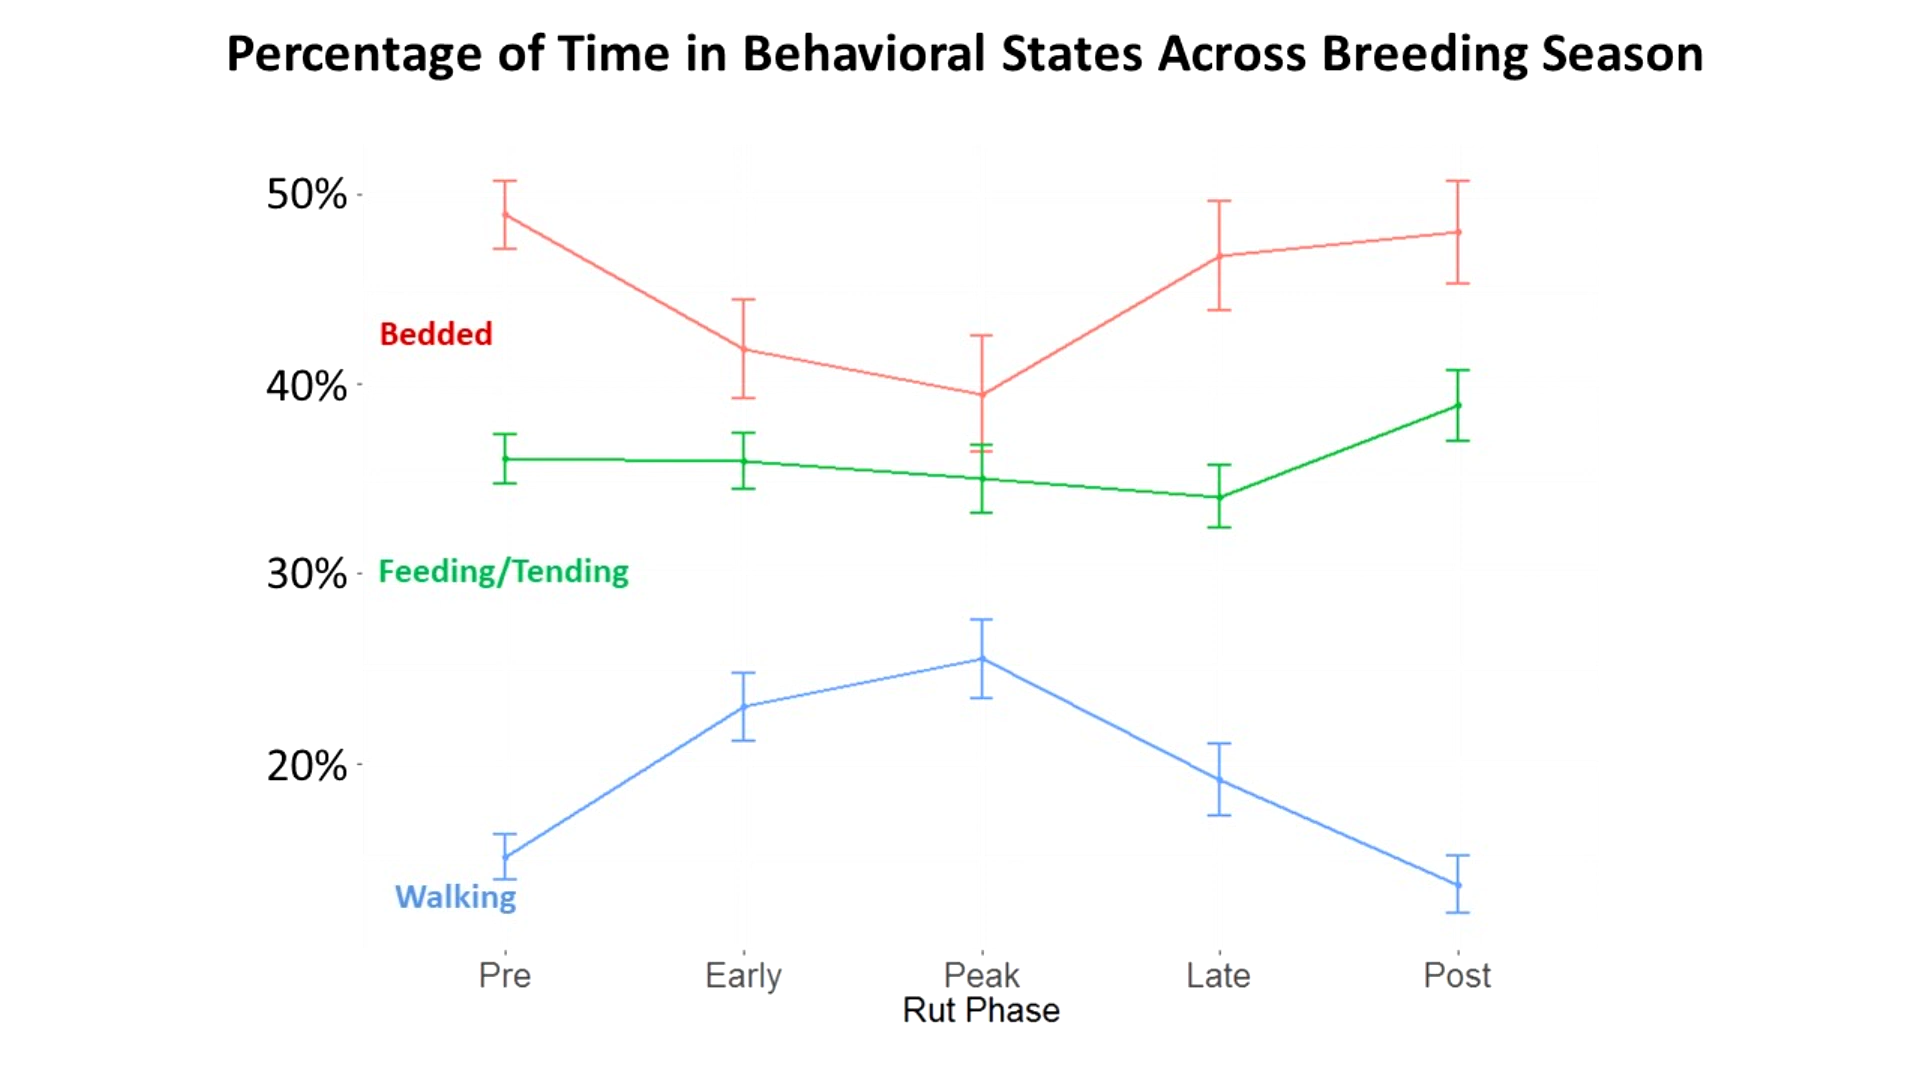 Percentage of Time in Behavioral States Across Breeding Season
50%
Bedded
40%
30%
Feeding/Tending
20%
Walking
Pre Early Peak Late Post
Rut Phase